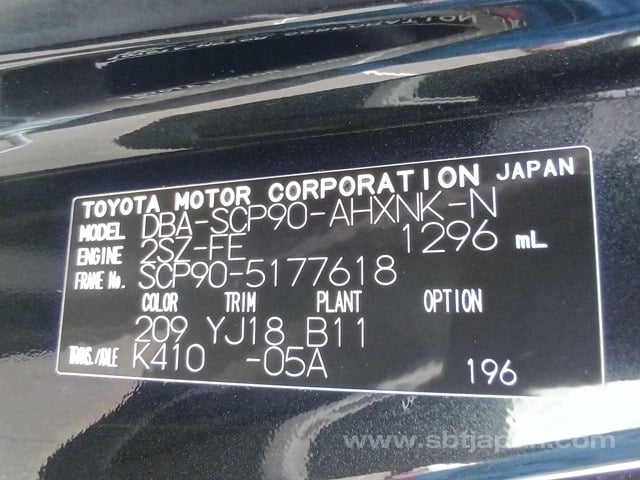 TOYOTA MOTOR CORPORATION JAPAN
MODEL DBA-SCP90-AHXNK-N
ENGINE 2SZ-FE 1296 mL
FRAME No. SCP90-5177618
COLOR TRIM PLANT OPTION
209 YJ18 B11
TRANS./AXLE K410 -05A 196
www.sbtjapan.com